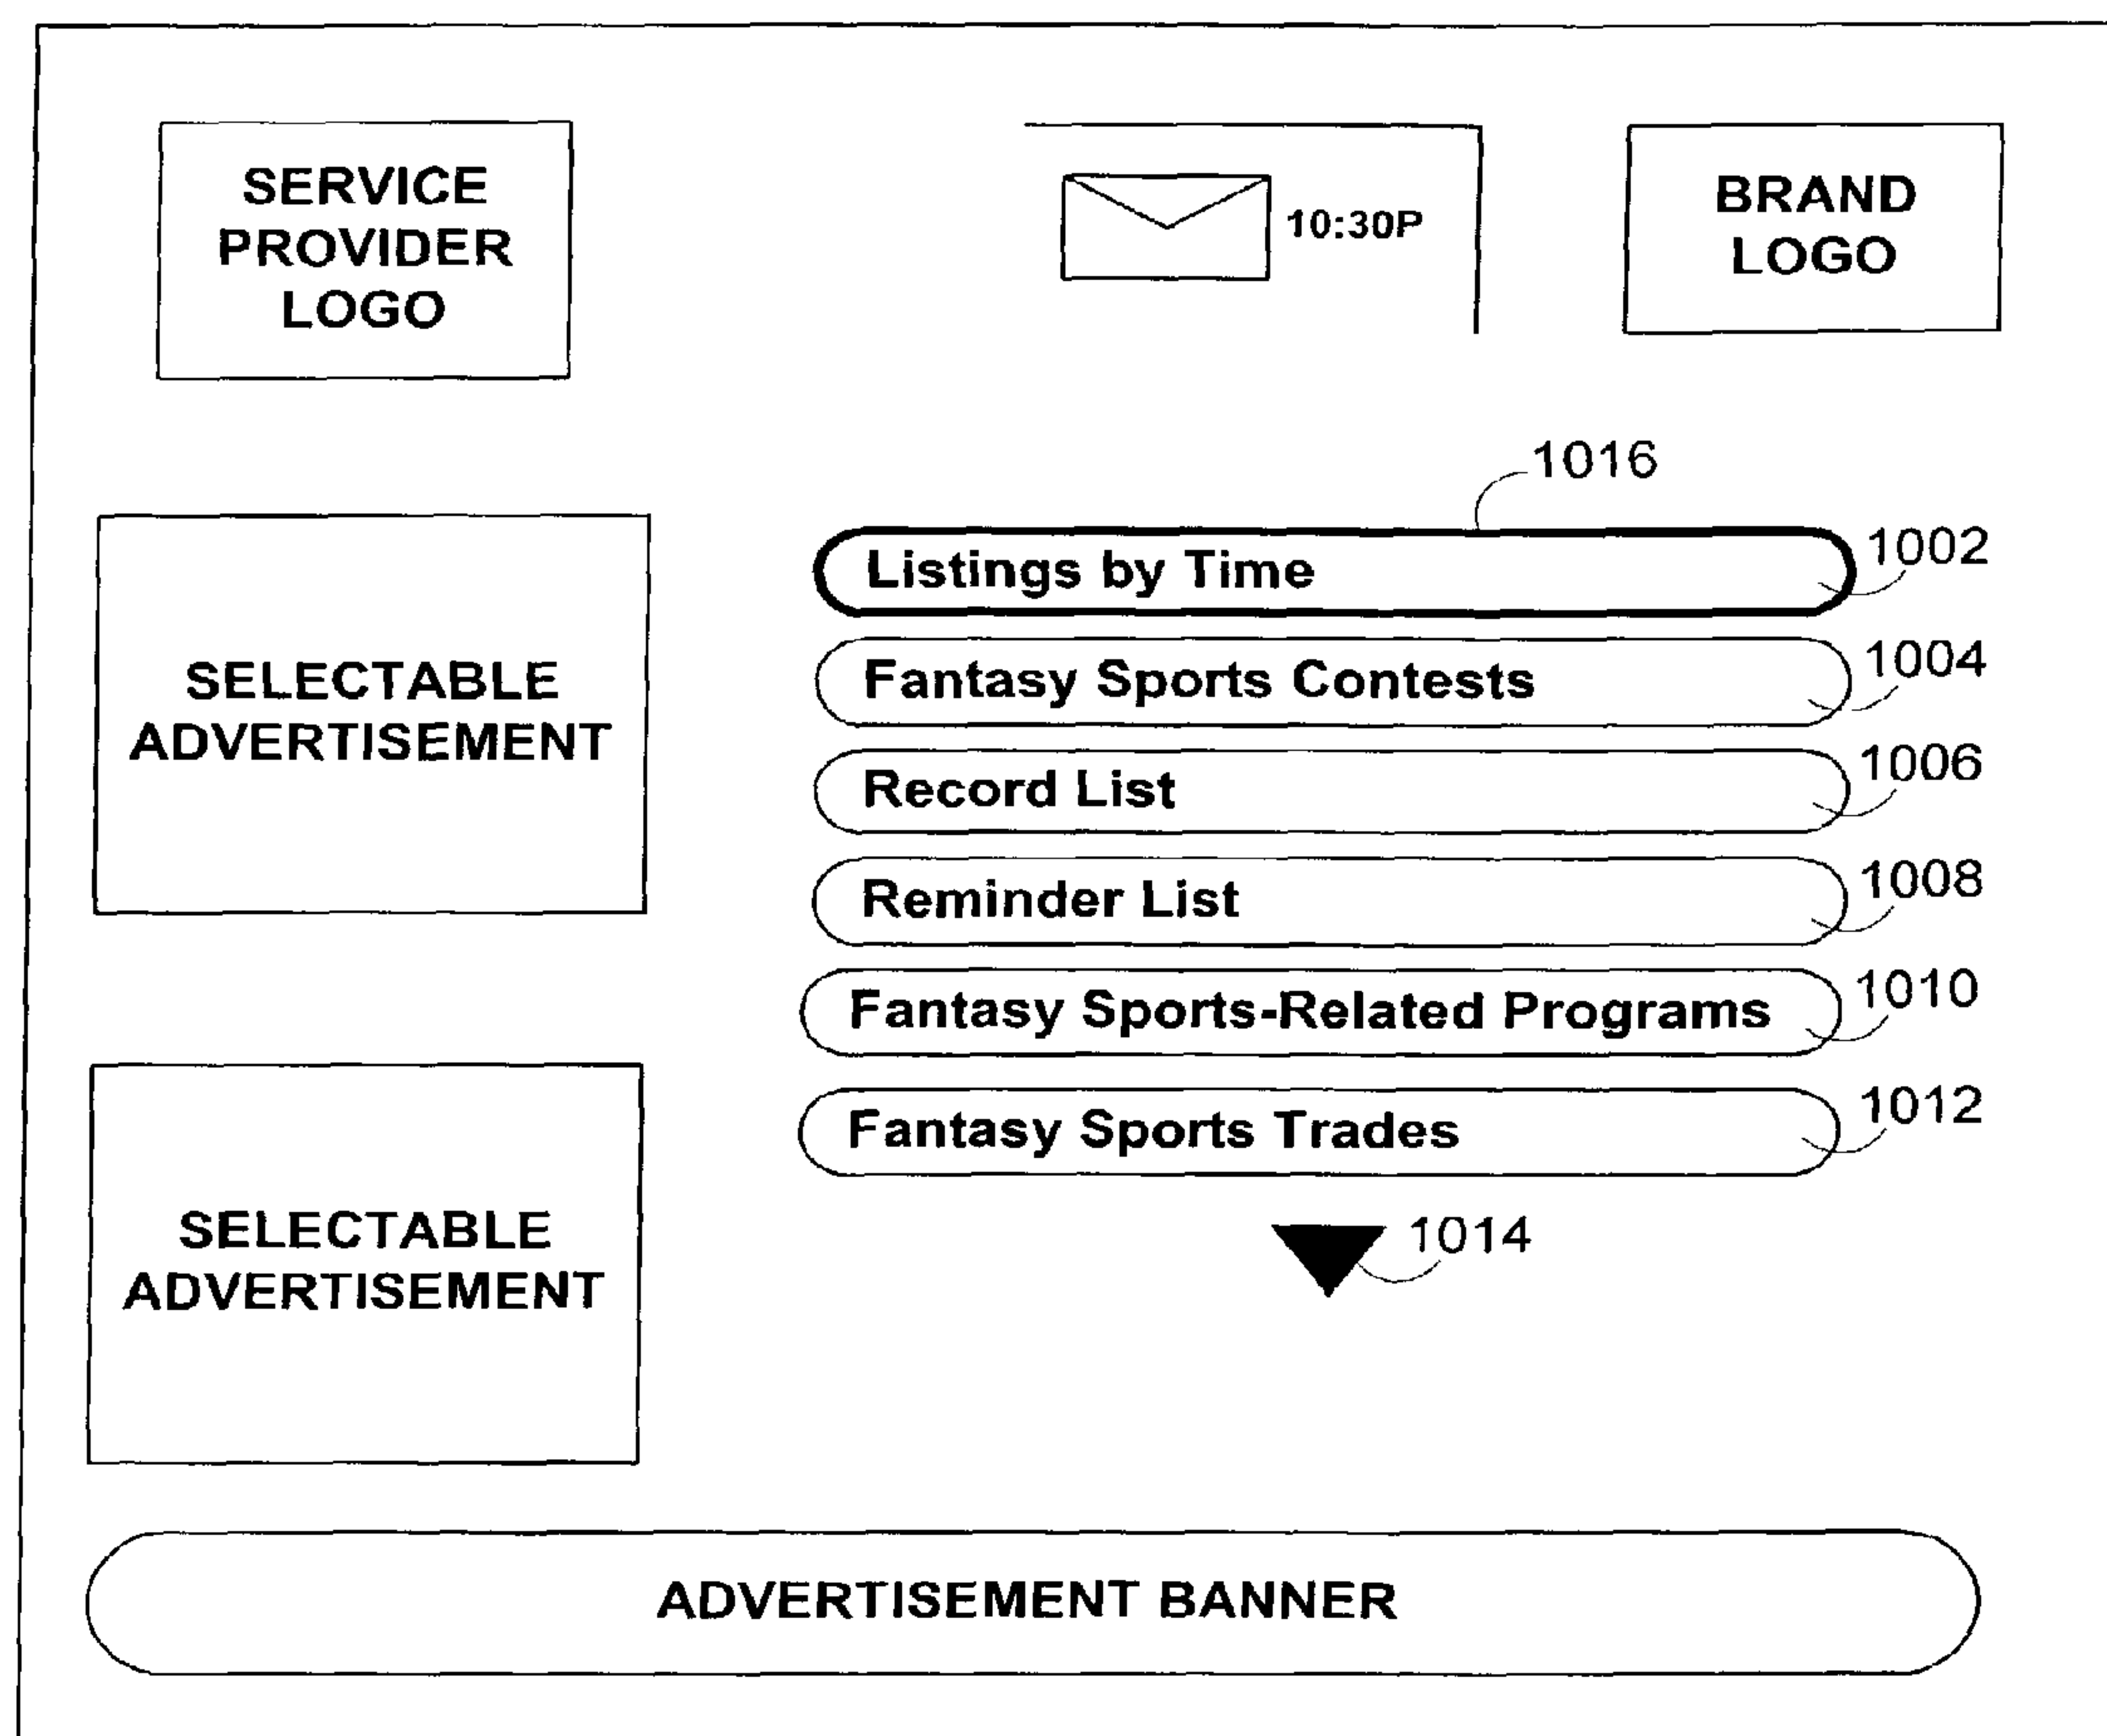 SERVICE
PROVIDER
LOGO
10:30P
BRAND
LOGO
1016
Listings by Time
1002
Fantasy Sports Contests
1004
Record List
1006
Reminder List
1008
Fantasy Sports-Related Programs
1010
Fantasy Sports Trades
1012
1014
SELECTABLE
ADVERTISEMENT
SELECTABLE
ADVERTISEMENT
ADVERTISEMENT BANNER